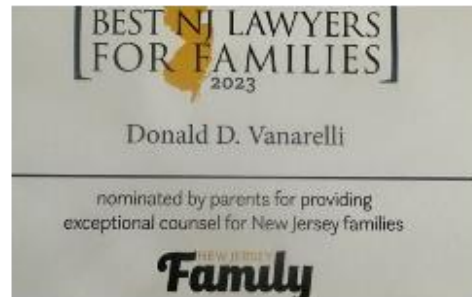 BEST NJ LAWYERS
FOR FAMILIES
2023
Donald D. Vanarelli
nominated by parents for providing
exceptional counsel for New Jersey families
NEW JERSEY
Family